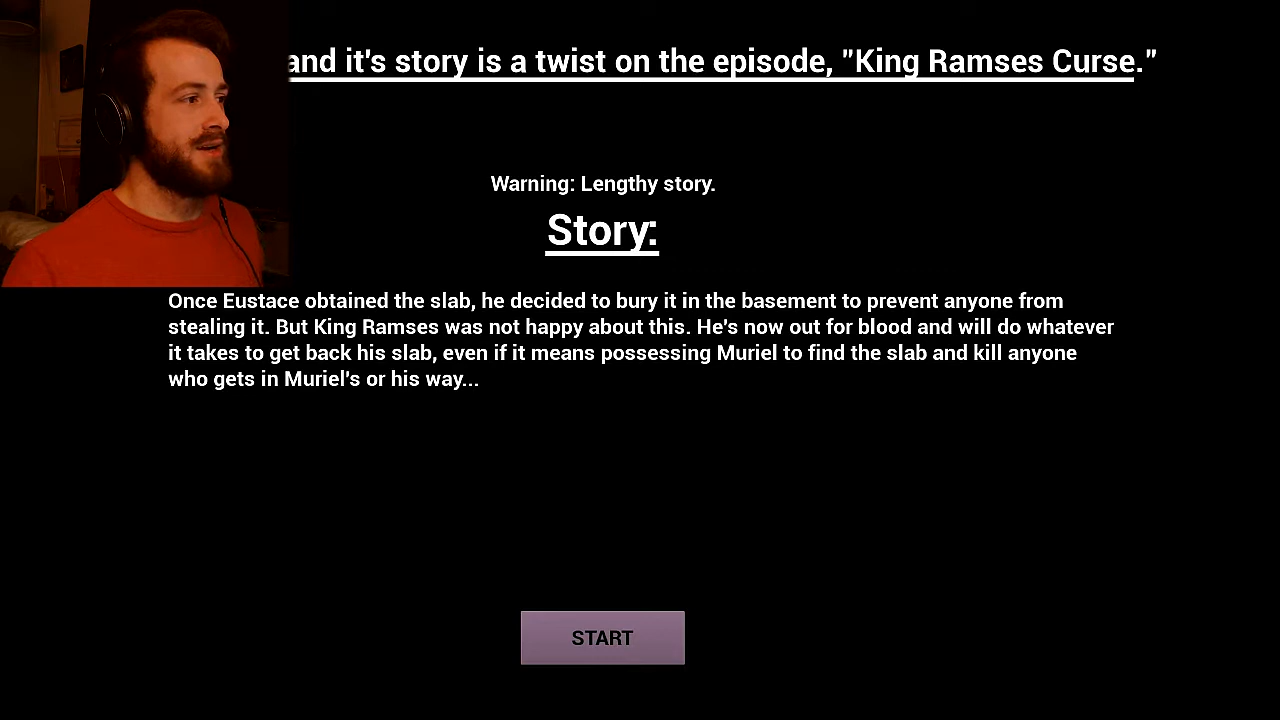 and it's story is a twist on the episode, "King Ramses Curse."
Warning: Lengthy story.
Story:
Once Eustace obtained the slab, he decided to bury it in the basement to prevent anyone from
stealing it. But King Ramses was not happy about this. He's now out for blood and will do whatever
it takes to get back his slab, even if it means possessing Muriel to find the slab and kill anyone
who gets in Muriel's or his way...
START